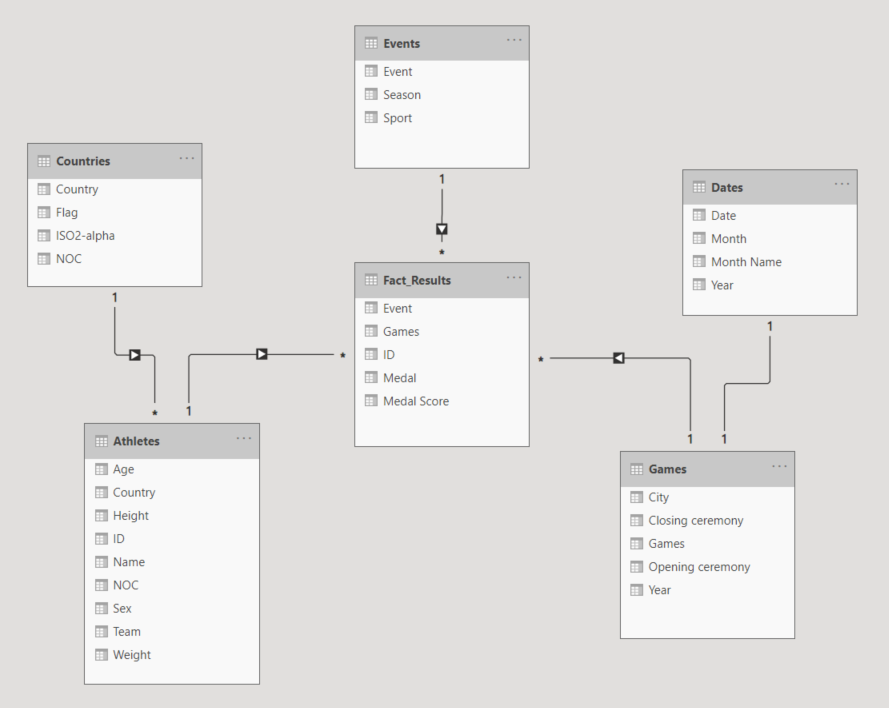 Events
Event
Season
Sport
1
*
Countries
Country
Flag
ISO2-alpha
NOC
1
*
Dates
Date
Month
Month Name
Year
1
Fact_Results
Event
Games
ID
Medal
Medal Score
*
*
1
1
1
Athletes
Age
Country
Height
ID
Name
NOC
Sex
Team
Weight
Games
City
Closing ceremony
Games
Opening ceremony
Year